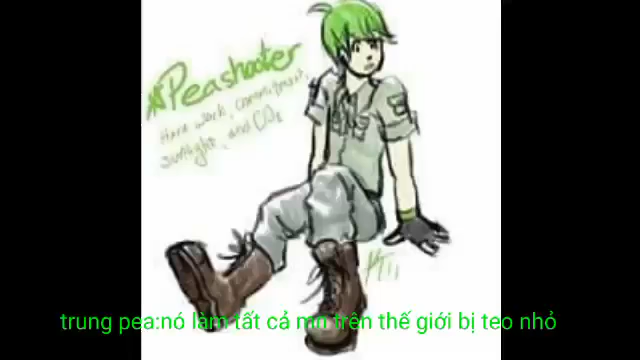 Peashooter
Hard work, commitment,
sunlight, and CO₂
KT11
trung pea:nó làm tất cả mn trên thế giới bị teo nhỏ